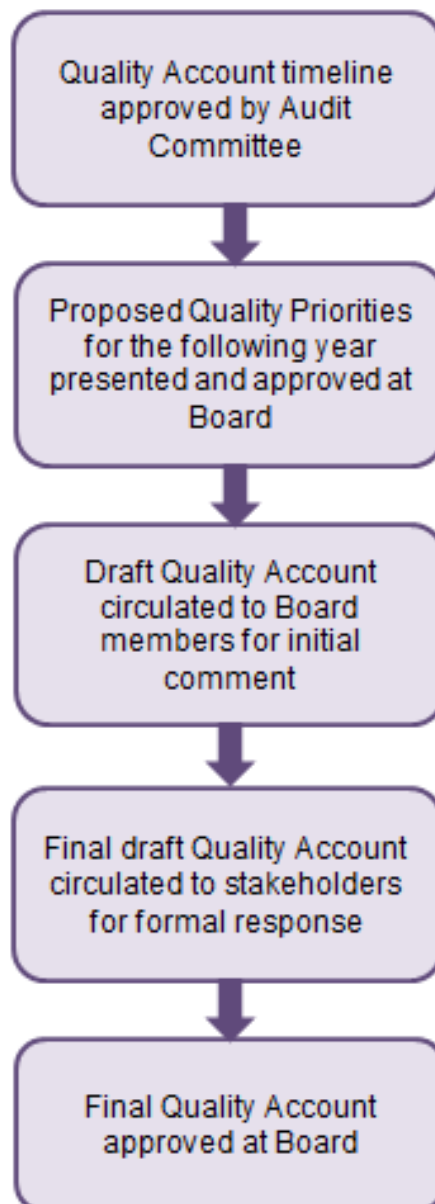 Quality Account timeline
approved by Audit
Committee
Proposed Quality Priorities
for the following year
presented and approved at
Board
Draft Quality Account
circulated to Board
members for initial
comment
Final draft Quality Account
circulated to stakeholders
for formal response
Final Quality Account
approved at Board